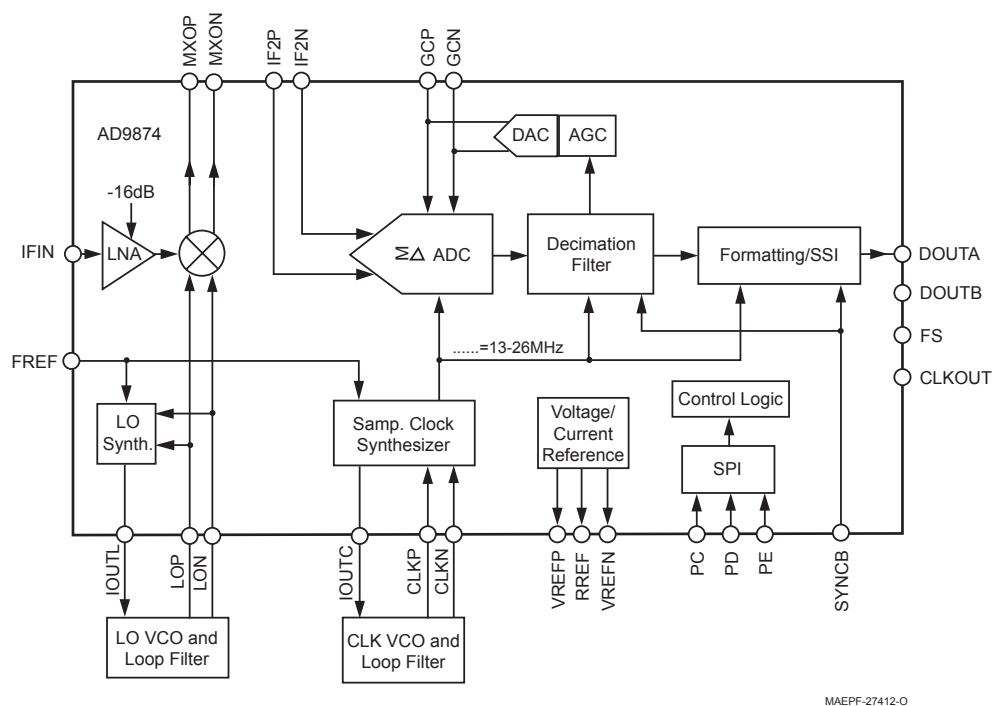 MXOP
MXON
IF2P
IF2N
GCP
GCN
AD9874
DAC
AGC
-16dB
IFIN
LNA
ΣΔ ADC
Decimation
Filter
Formatting/SSI
DOUTA
DOUTB
FS
CLKOUT
FREF
......=13-26MHz
LO
Synth.
Samp. Clock
Synthesizer
Voltage/
Current
Reference
Control Logic
SPI
IOUTL
LOP
LON
IOUTC
CLKP
CLKN
VREFP
RREF
VREFN
PC
PD
PE
SYNCB
LO VCO and
Loop Filter
CLK VCO and
Loop Filter
MAEPF-27412-O